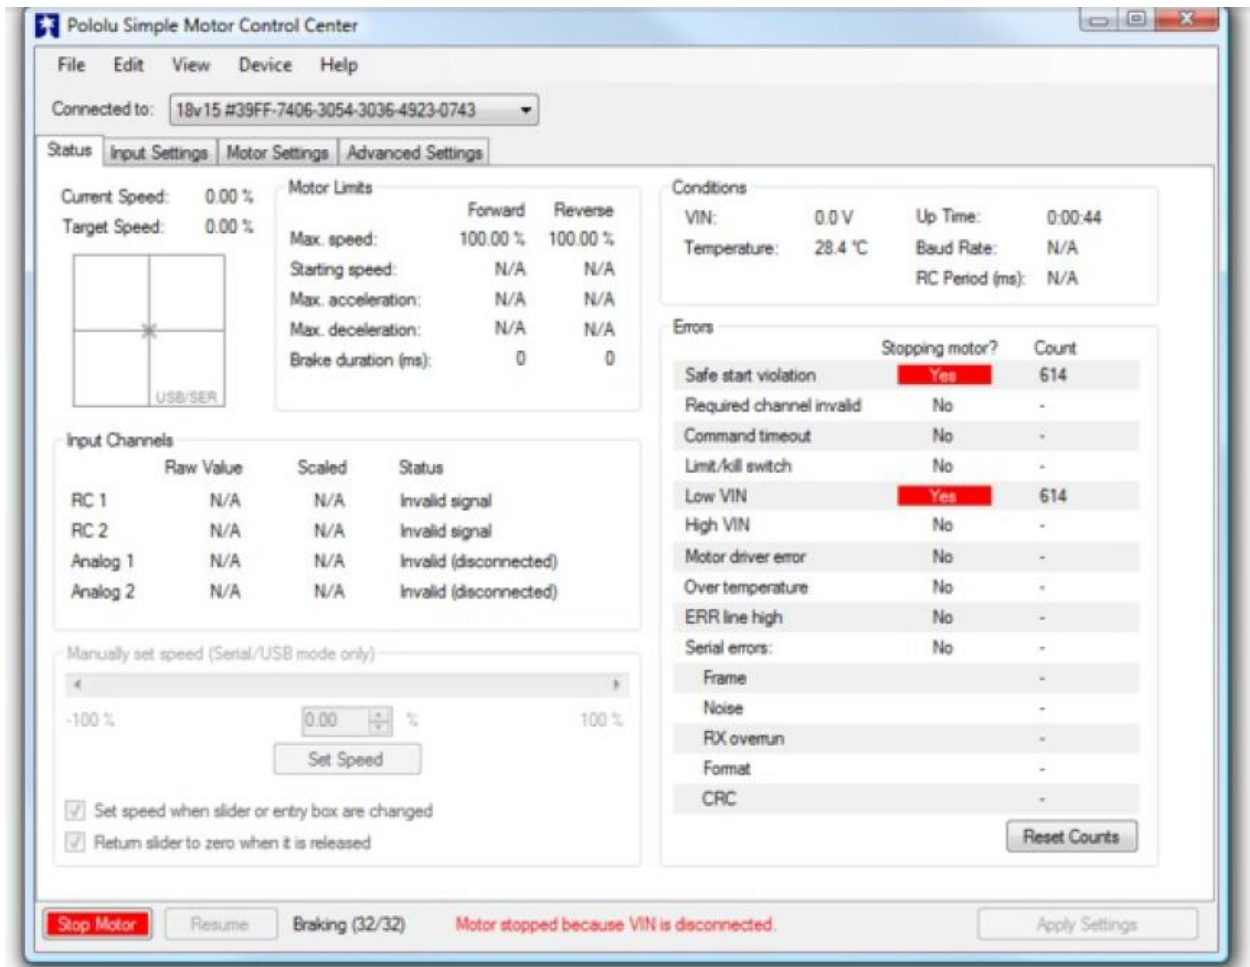 Pololu Simple Motor Control Center
File Edit View Device Help
Connected to: 18v15 #39FF-7406-3054-3036-4923-0743
Status Input Settings Motor Settings Advanced Settings
Current Speed: 0.00 %
Target Speed: 0.00 %
USB/SER
Motor Limits
Forward Reverse
Max. speed: 100.00 % 100.00 %
Starting speed: N/A N/A
Max. acceleration: N/A N/A
Max. deceleration: N/A N/A
Brake duration (ms): 0 0
Input Channels
Raw Value Scaled Status
RC 1 N/A N/A Invalid signal
RC 2 N/A N/A Invalid signal
Analog 1 N/A N/A Invalid (disconnected)
Analog 2 N/A N/A Invalid (disconnected)
Manually set speed (Serial/USB mode only)
-100 % 0.00 % 100 %
Set Speed
Set speed when slider or entry box are changed
Return slider to zero when it is released
Conditions
VIN: 0.0 V Up Time: 0:00:44
Temperature: 28.4 °C Baud Rate: N/A
RC Period (ms): N/A
Errors
Stopping motor? Count
Safe start violation Yes 614
Required channel invalid No -
Command timeout No -
Limit/kill switch No -
Low VIN Yes 614
High VIN No -
Motor driver error No -
Over temperature No -
ERR line high No -
Serial errors: No -
Frame -
Noise -
RX overrun -
Format -
CRC -
Reset Counts
Stop Motor Resume Braking (32/32) Motor stopped because VIN is disconnected. Apply Settings